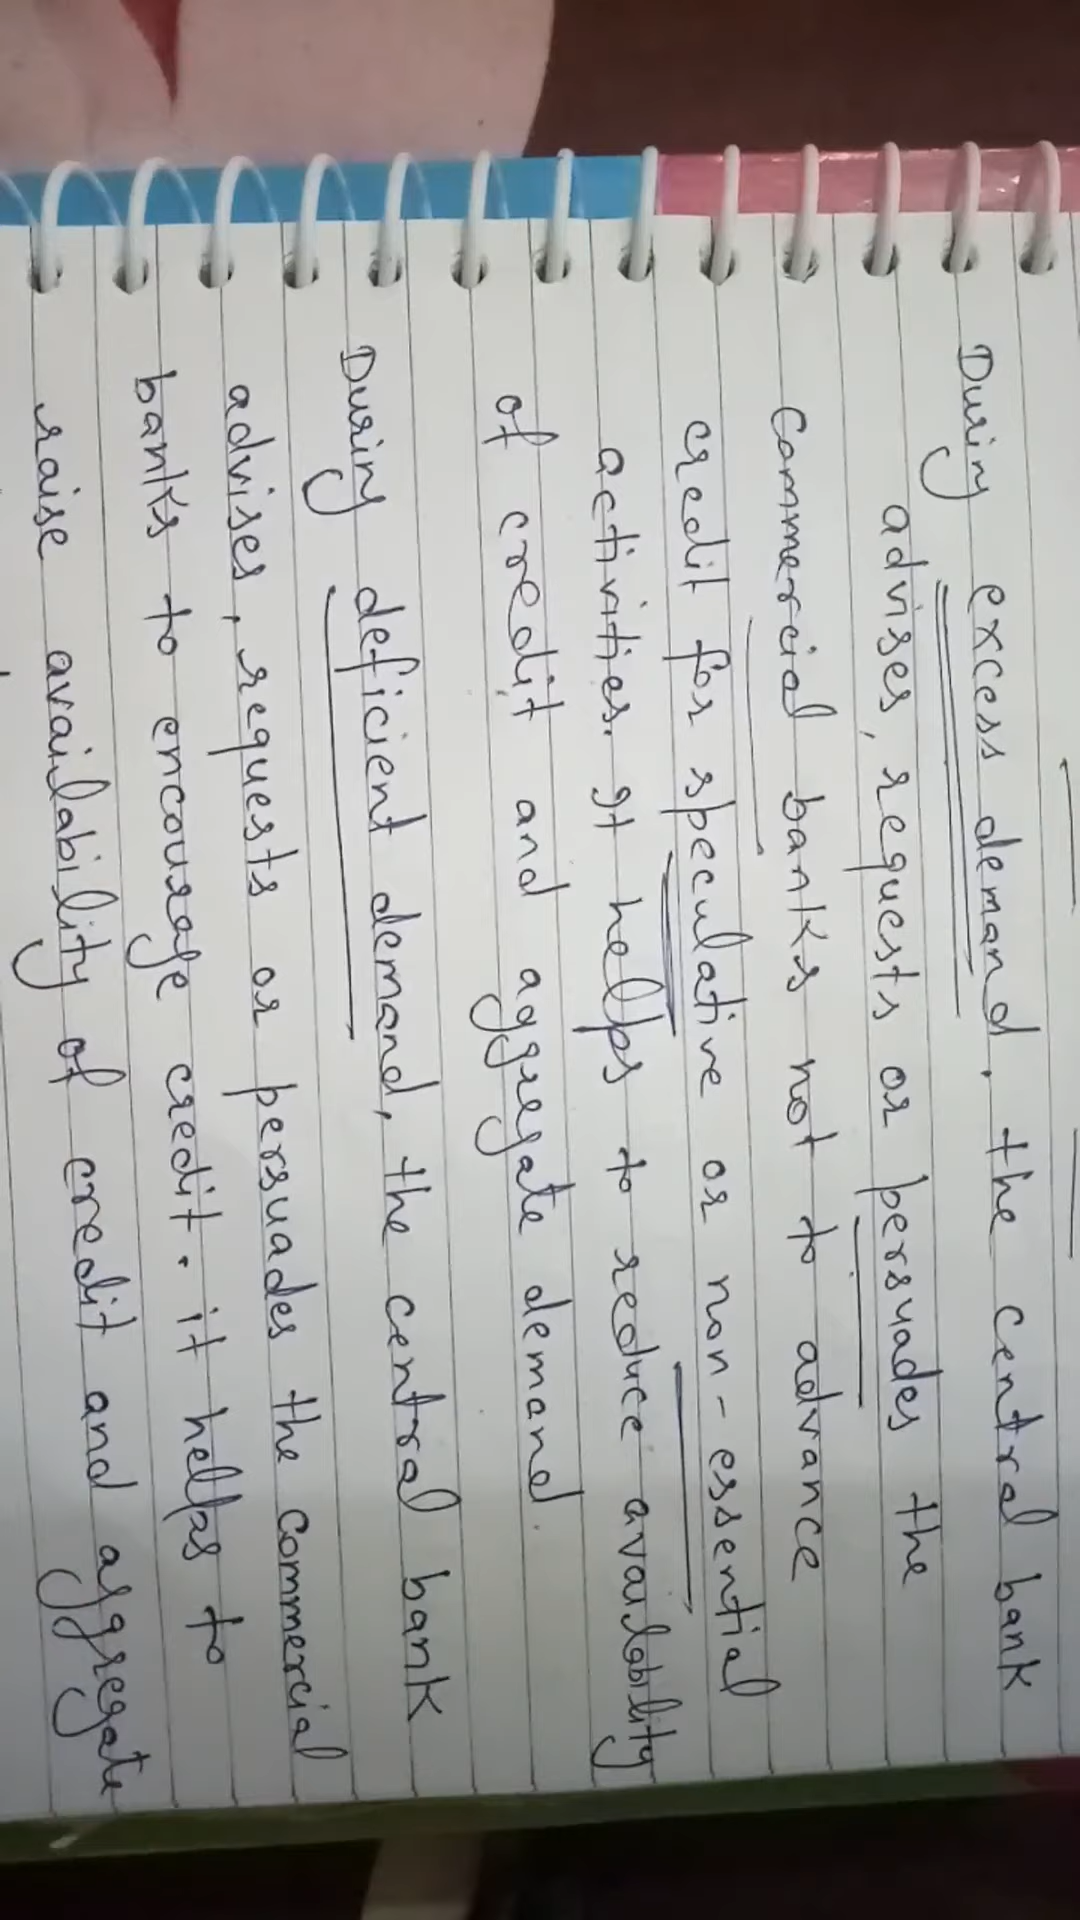 During excess demand, the central bank
advises, requests or persuades the
commercial banks not to advance
credit for speculative or non-essential
activities. It helps to reduce availability
of credit and aggregate demand.
During deficient demand, the central bank
advises, requests or persuades the commercial
banks to encourage credit. it helps to
raise availability of credit and aggregate